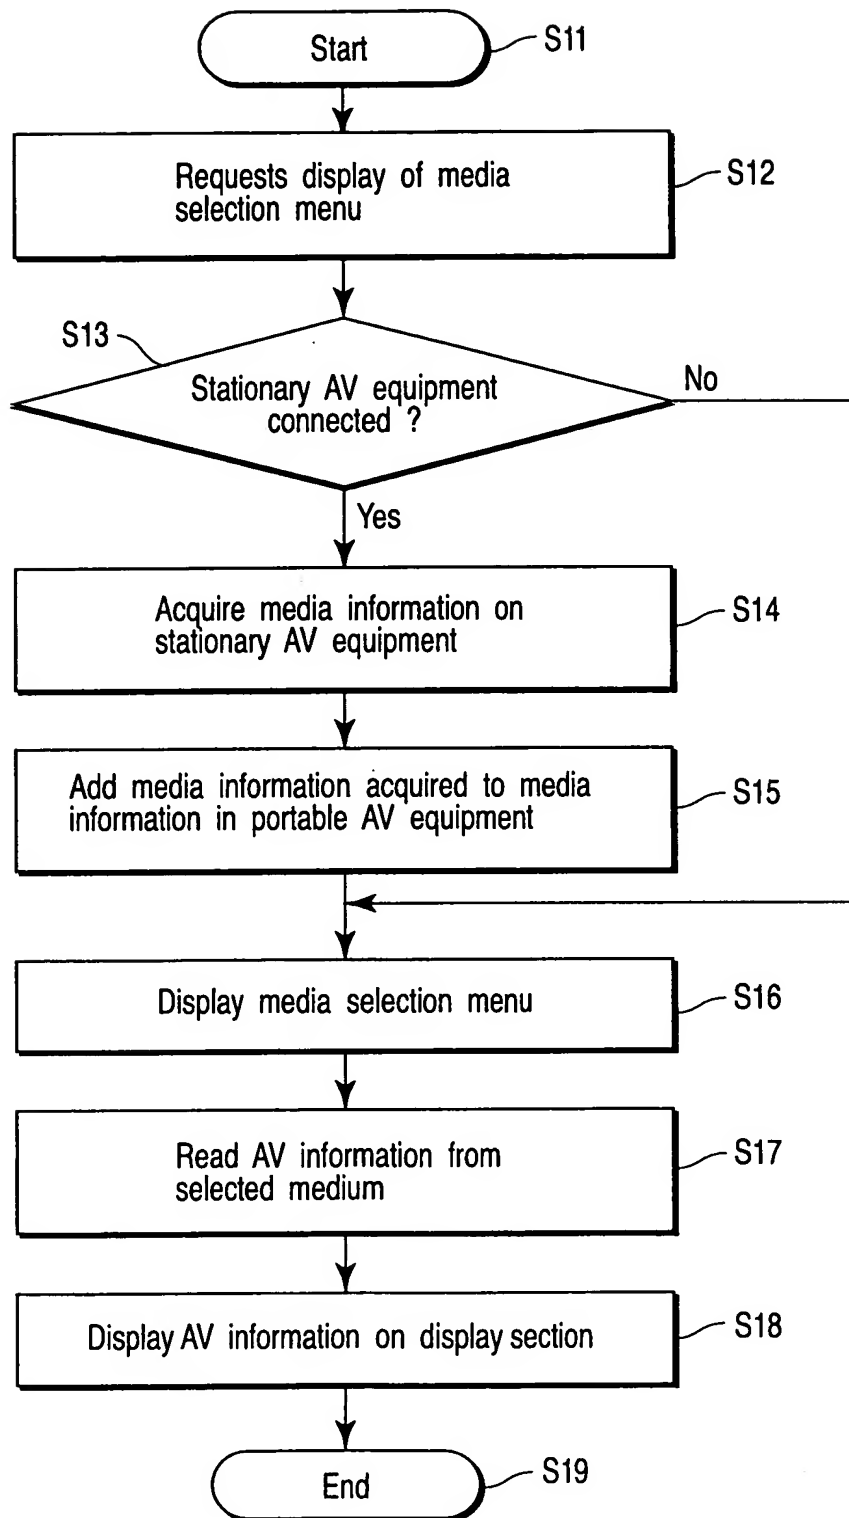 Start
S11
Requests display of media
selection menu
S12
S13
Stationary AV equipment
connected ?
No
Yes
Acquire media information on
stationary AV equipment
S14
Add media information acquired to media
information in portable AV equipment
S15
Display media selection menu
S16
Read AV information from
selected medium
S17
Display AV information on display section
S18
End
S19